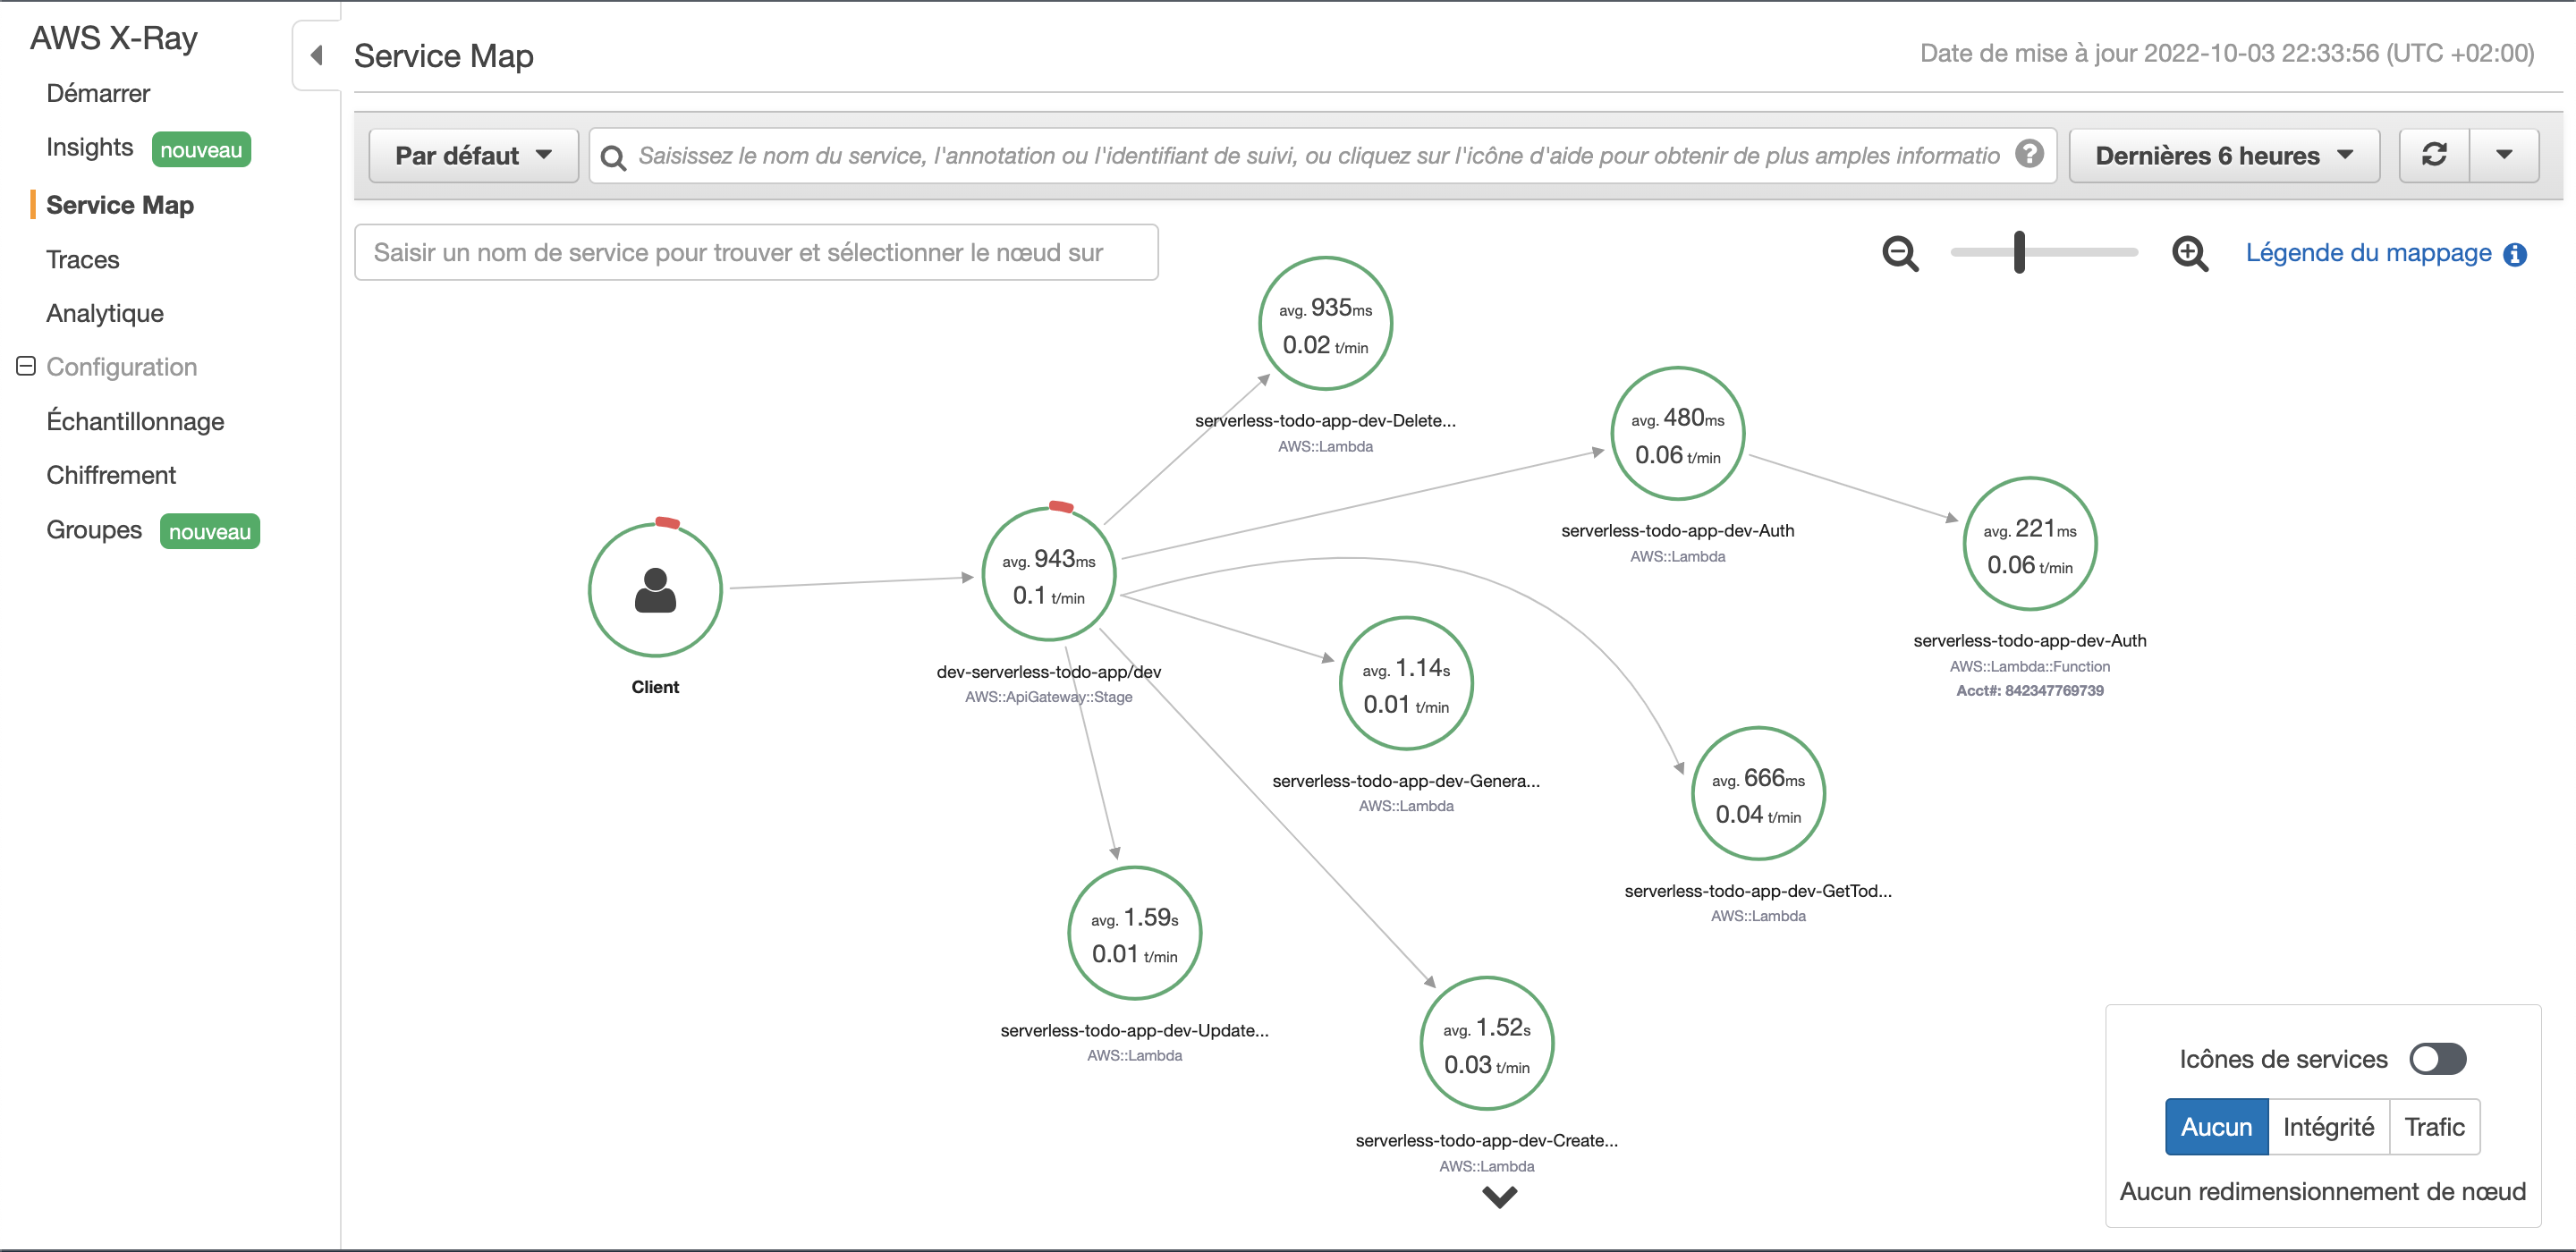 AWS X-Ray
Démarrer
Insights nouveau
Service Map
Traces
Analytique
Configuration
Échantillonnage
Chiffrement
Groupes nouveau
Service Map
Date de mise à jour 2022-10-03 22:33:56 (UTC +02:00)
Par défaut
Saisissez le nom du service, l'annotation ou l'identifiant de suivi, ou cliquez sur l'icône d'aide pour obtenir de plus amples informatio
Dernières 6 heures
Saisir un nom de service pour trouver et sélectionner le nœud sur
Légende du mappage
avg. 935ms
0.02 t/min
serverless-todo-app-dev-Delete...
AWS::Lambda
avg. 480ms
0.06 t/min
serverless-todo-app-dev-Auth
AWS::Lambda
avg. 221ms
0.06 t/min
serverless-todo-app-dev-Auth
AWS::Lambda::Function
Acct#: 842347769739
Client
avg. 943ms
0.1 t/min
dev-serverless-todo-app/dev
AWS::ApiGateway::Stage
avg. 1.14s
0.01 t/min
serverless-todo-app-dev-Genera...
AWS::Lambda
avg. 666ms
0.04 t/min
serverless-todo-app-dev-GetTod...
AWS::Lambda
avg. 1.59s
0.01 t/min
serverless-todo-app-dev-Update...
AWS::Lambda
avg. 1.52s
0.03 t/min
serverless-todo-app-dev-Create...
AWS::Lambda
Icônes de services
Aucun Intégrité Trafic
Aucun redimensionnement de nœud